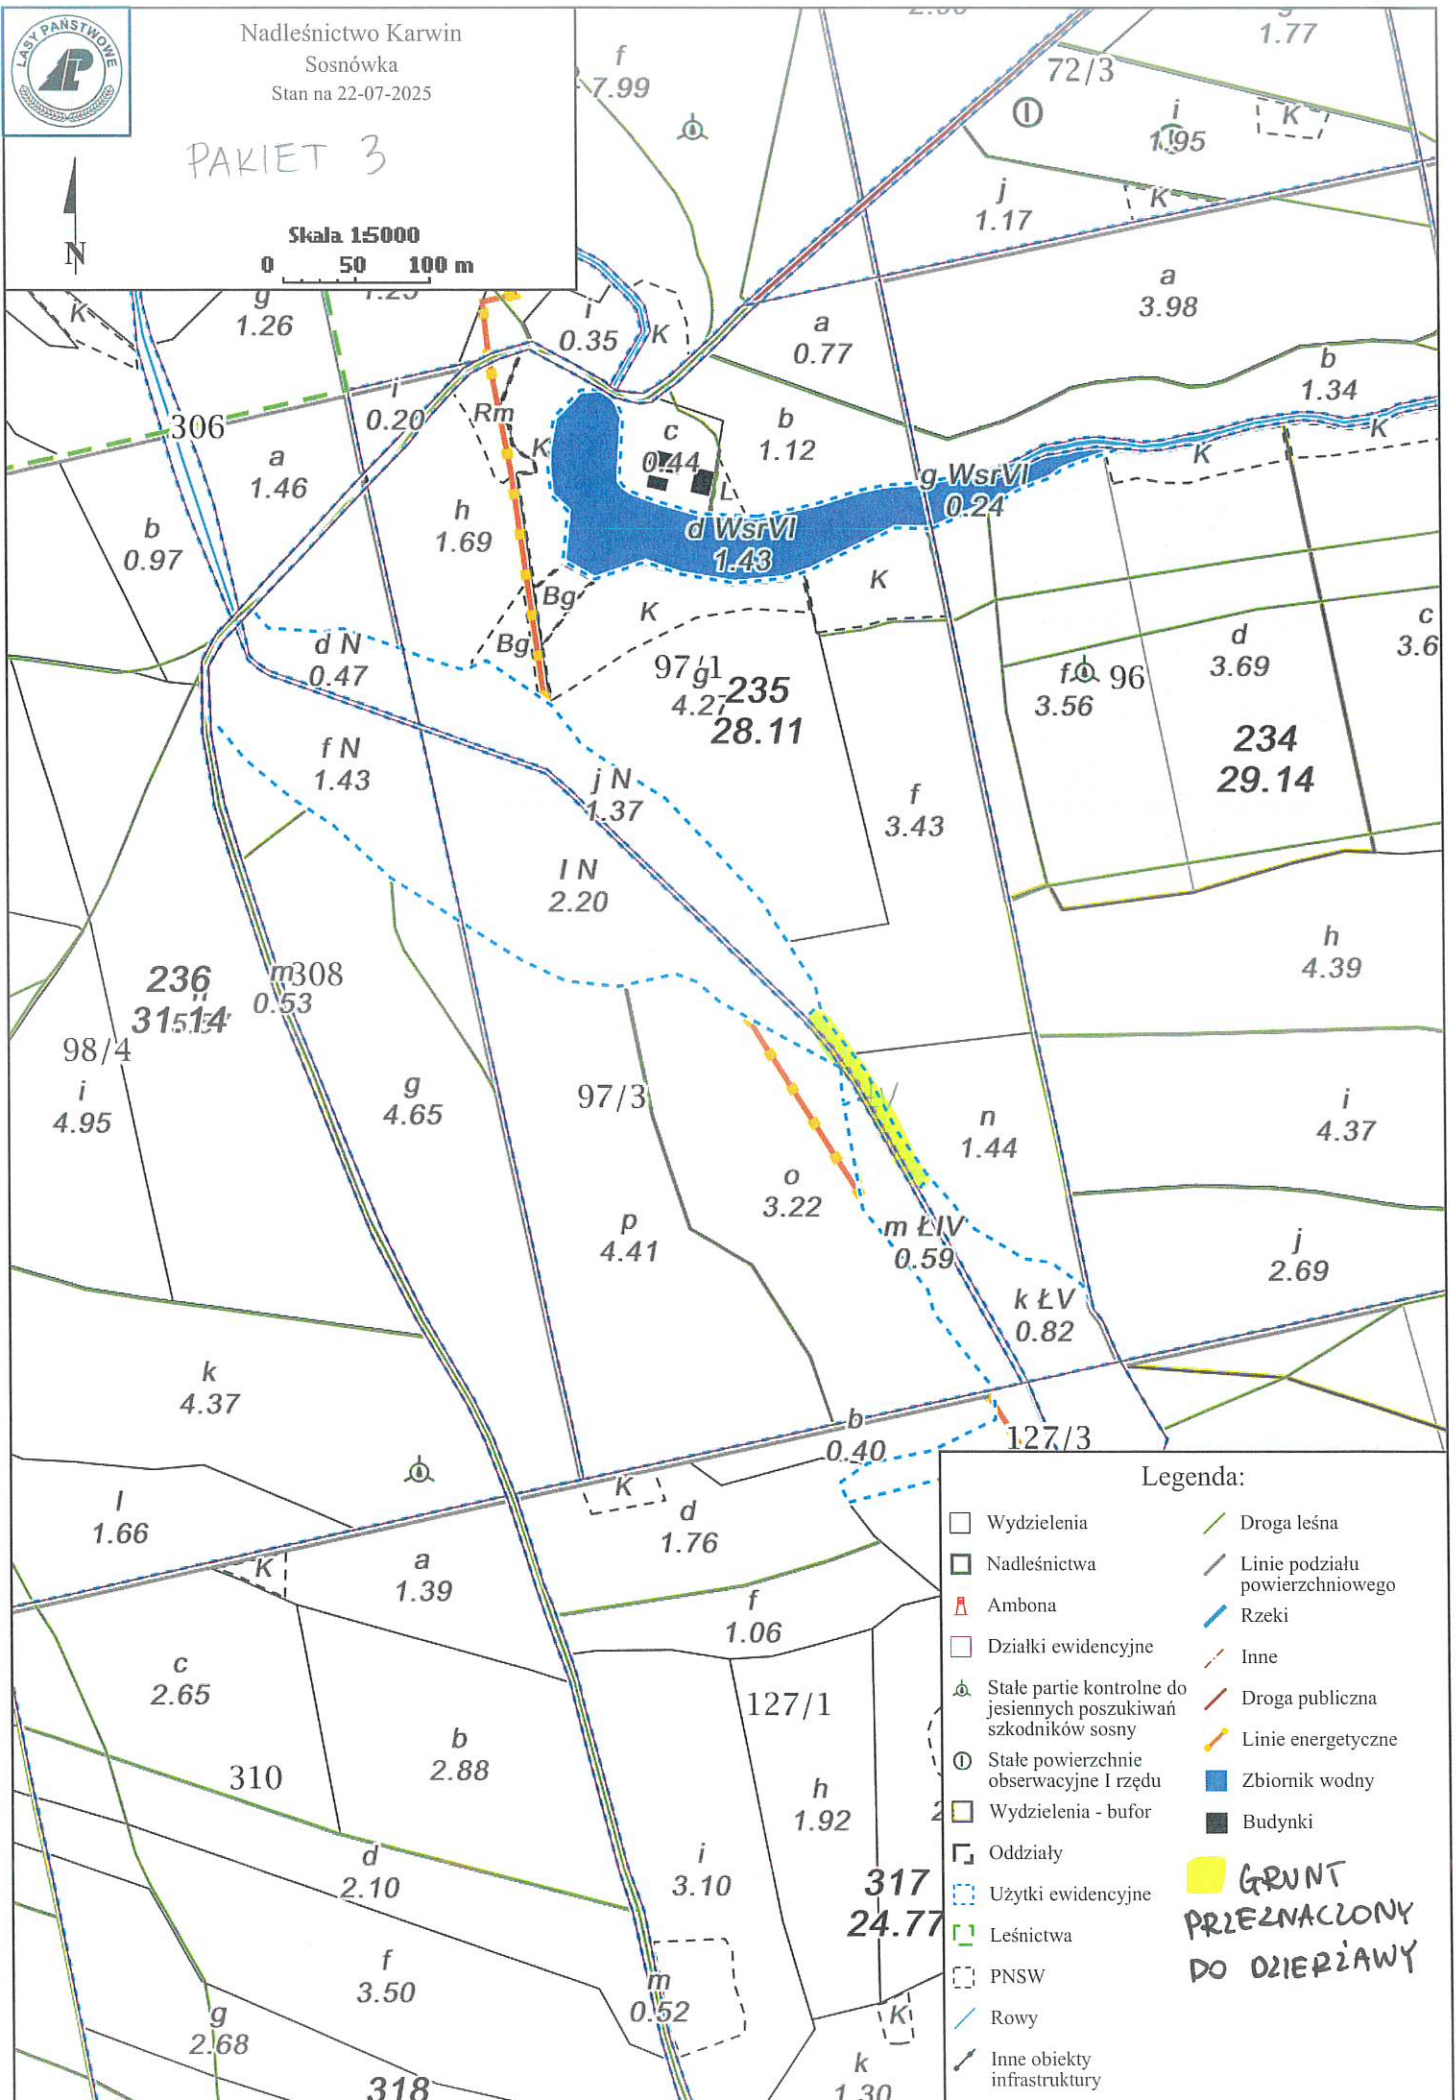 LASY PAŃSTWOWE
Nadleśnictwo Karwin
Sosnówka
Stan na 22-07-2025
PAKIET 3
N
Skala 1:5000
0 50 100 m
f
7.99
72/3
1.77
i
1.95
K
j
1.17
K
a
3.98
K
g
1.26
i
0.35
K
a
0.77
b
1.34
306
i
0.20
Rm
K
c
0.44
L
b
1.12
K
K
a
1.46
g WsrVI
0.24
b
0.97
h
1.69
d WsrVI
1.43
K
Bg
Bg
K
d N
0.47
97/1
g
4.27
235
28.11
f
3.56
96
d
3.69
c
3.6
234
29.14
f N
1.43
j N
1.37
f
3.43
l N
2.20
h
4.39
236
31.14
m
0.53
308
98/4
i
4.95
g
4.65
97/3
n
1.44
i
4.37
o
3.22
p
4.41
m ŁIV
0.59
j
2.69
k ŁV
0.82
k
4.37
b
0.40
127/3
K
l
1.66
d
1.76
K
a
1.39
f
1.06
c
2.65
127/1
b
2.88
310
h
1.92
d
2.10
i
3.10
317
24.77
f
3.50
m
0.52
K
g
2.68
k
1.30
318
Legenda:
Wydzielenia
Nadleśnictwa
Ambona
Działki ewidencyjne
Stałe partie kontrolne do
jesiennych poszukiwań
szkodników sosny
Stałe powierzchnie
obserwacyjne I rzędu
Wydzielenia - bufor
Oddziały
Użytki ewidencyjne
Leśnictwa
PNSW
Rowy
Inne obiekty
infrastruktury
Droga leśna
Linie podziału
powierzchniowego
Rzeki
Inne
Droga publiczna
Linie energetyczne
Zbiornik wodny
Budynki
GRUNT
PRZEZNACZONY
DO DZIERŻAWY